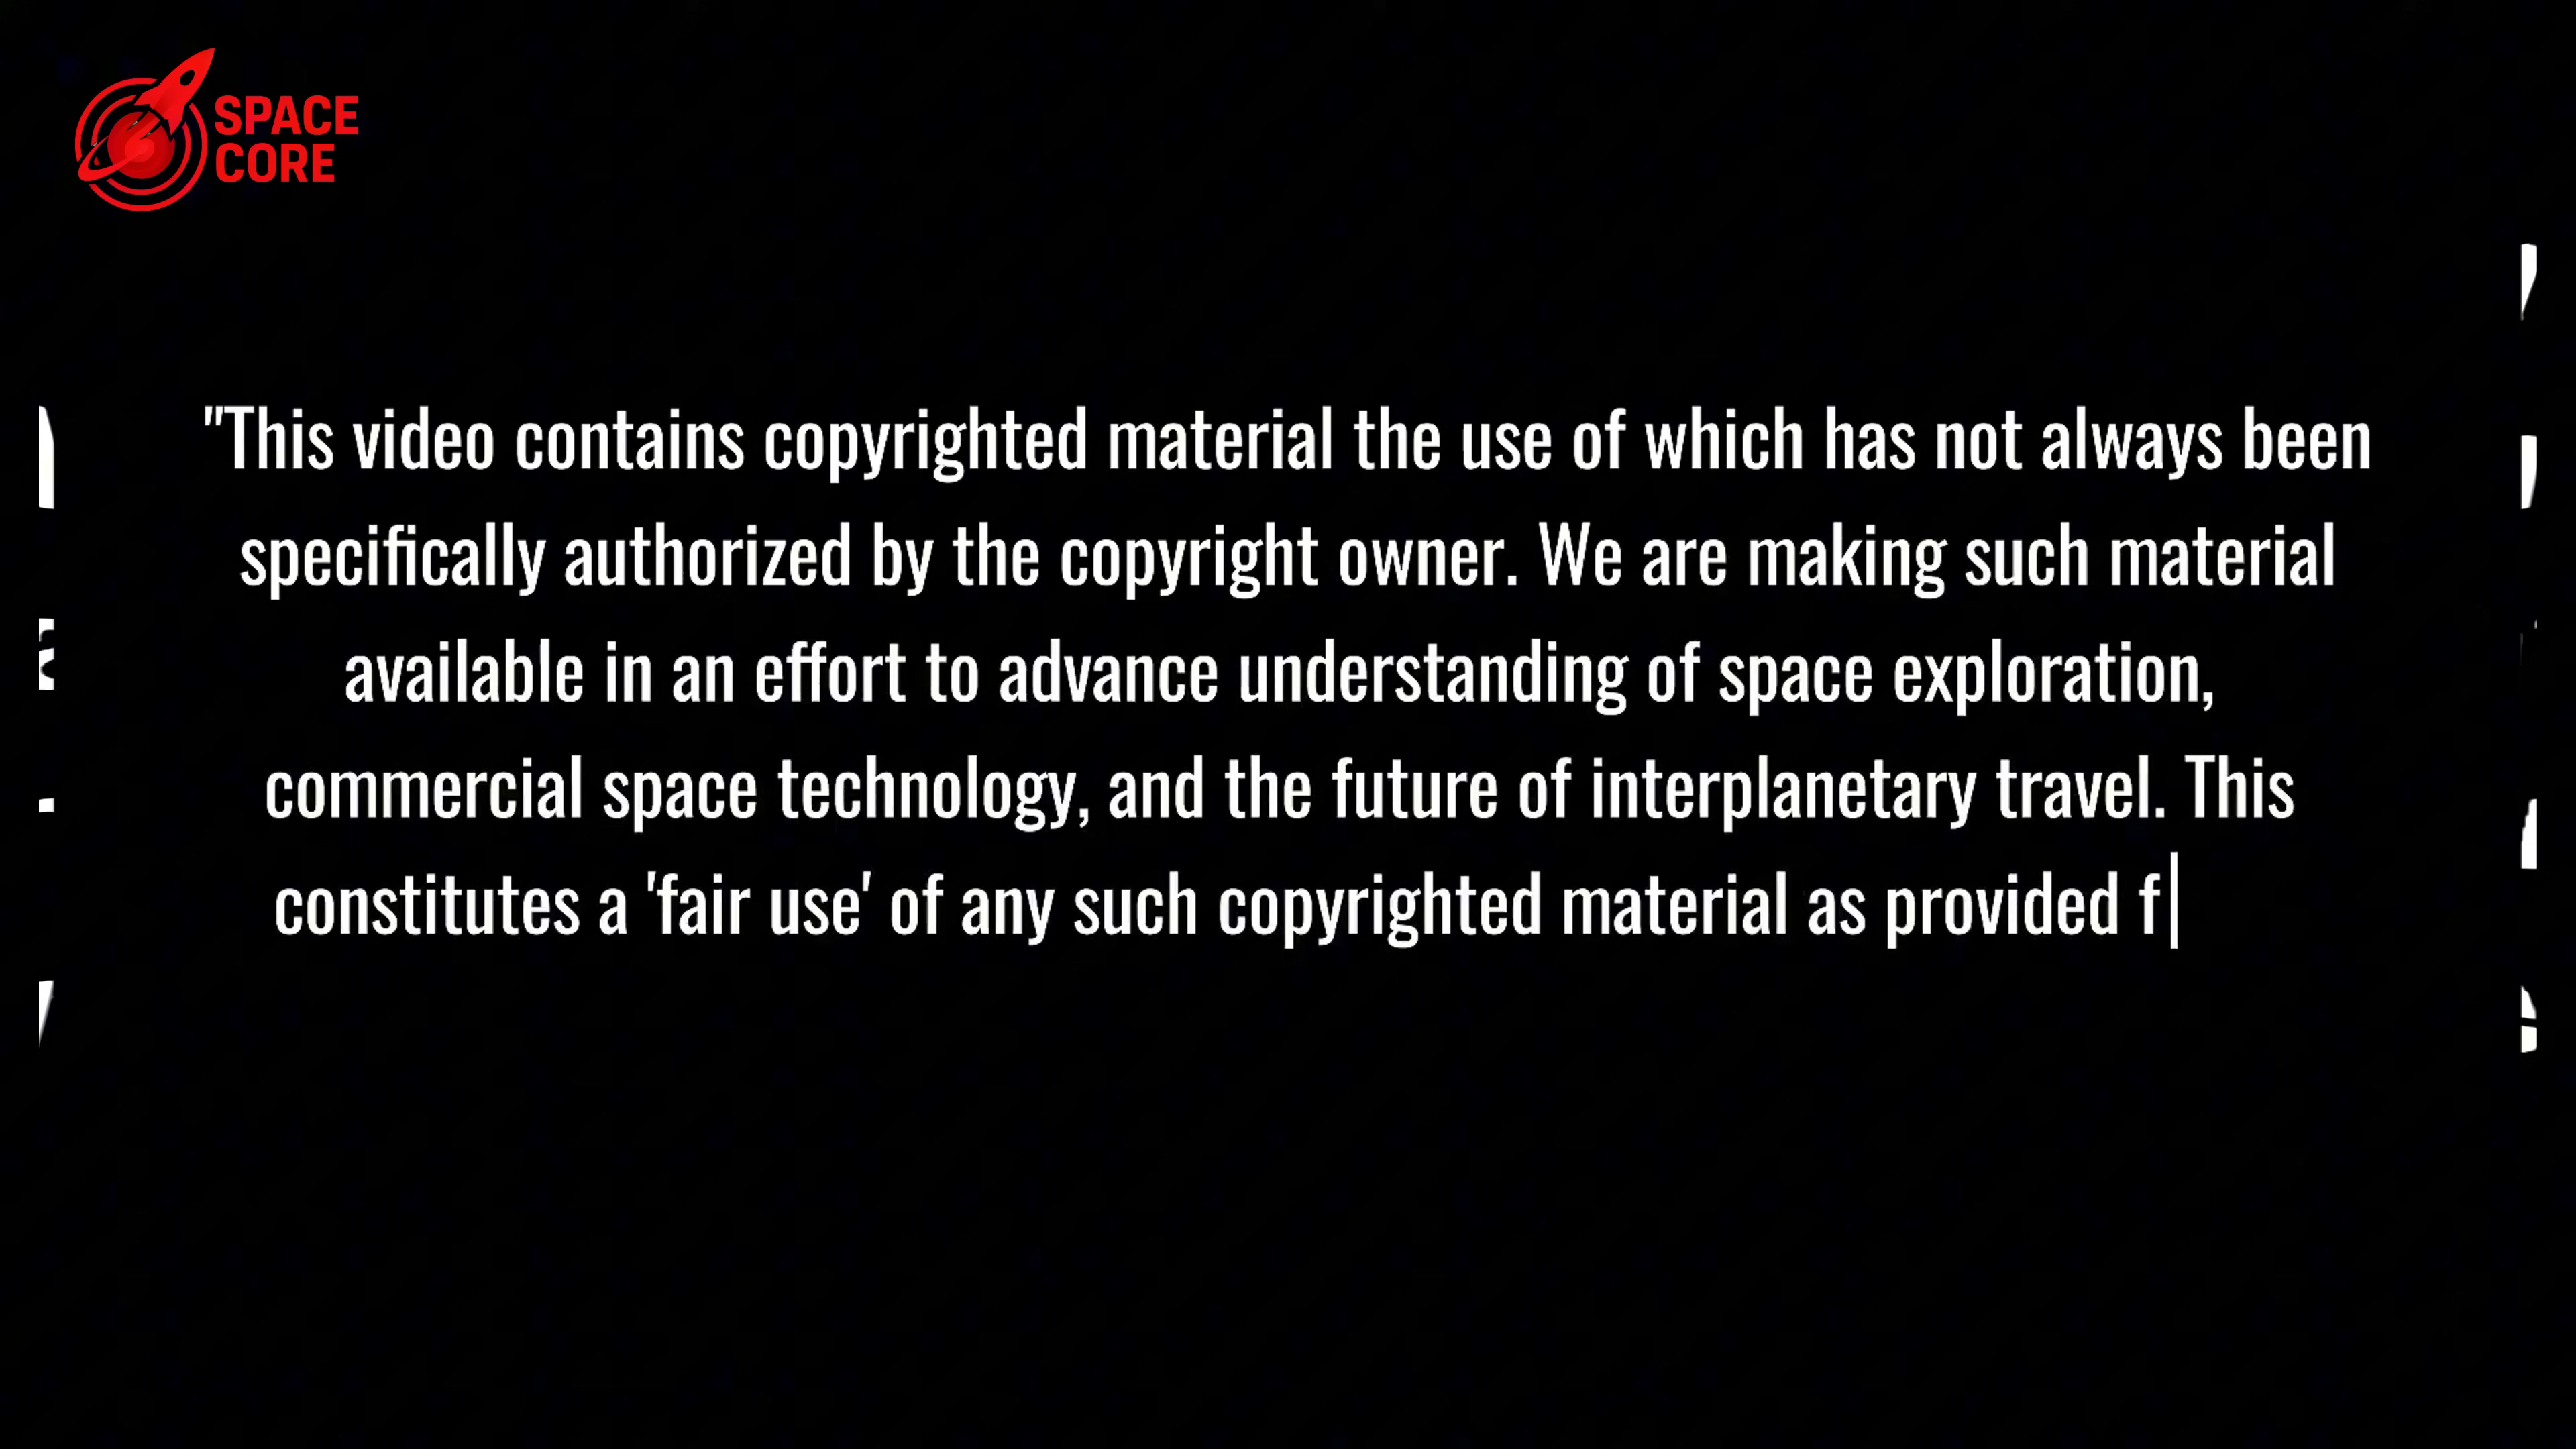 SPACE
CORE
"This video contains copyrighted material the use of which has not always been
specifically authorized by the copyright owner. We are making such material
available in an effort to advance understanding of space exploration,
commercial space technology, and the future of interplanetary travel. This
constitutes a 'fair use' of any such copyrighted material as provided f